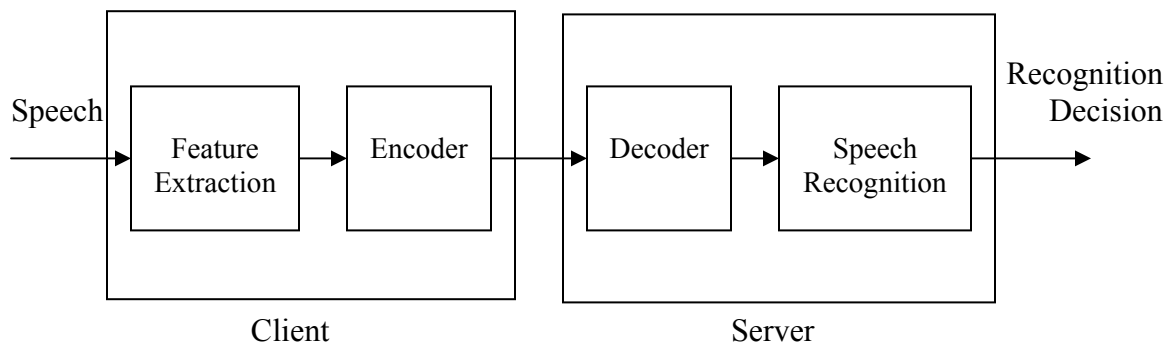 Speech
Feature
Extraction
Encoder
Decoder
Speech
Recognition
Recognition
Decision
Client
Server